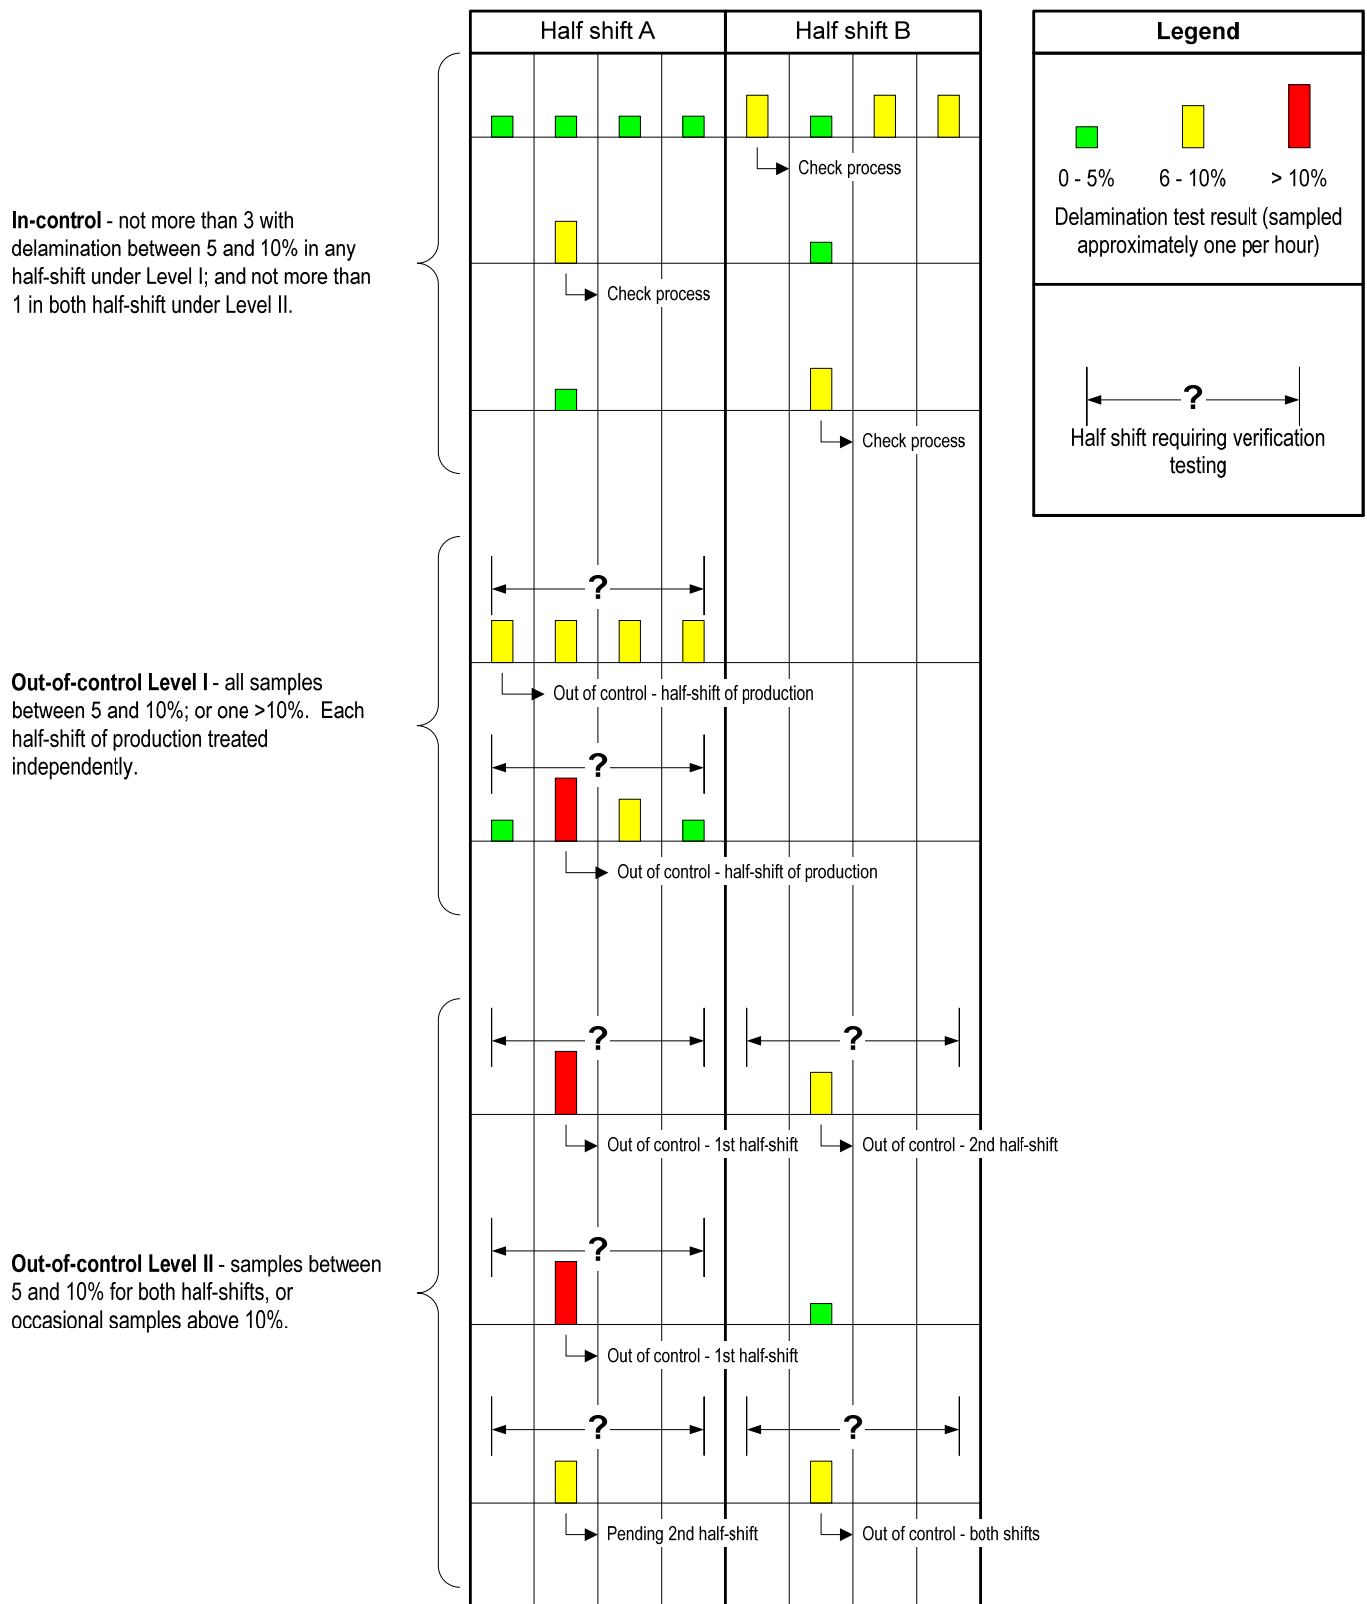 Half shift A
Half shift B
Legend
0 - 5%
6 - 10%
> 10%
Delamination test result (sampled
approximately one per hour)
?
Half shift requiring verification
testing
Check process
In-control - not more than 3 with
delamination between 5 and 10% in any
half-shift under Level I; and not more than
1 in both half-shift under Level II.
Check process
Check process
?
Out-of-control Level I - all samples
between 5 and 10%; or one >10%.  Each
half-shift of production treated
independently.
Out of control - half-shift of production
?
Out of control - half-shift of production
?
?
Out of control - 1st half-shift
Out of control - 2nd half-shift
Out-of-control Level II - samples between
5 and 10% for both half-shifts, or
occasional samples above 10%.
?
Out of control - 1st half-shift
?
?
Pending 2nd half-shift
Out of control - both shifts